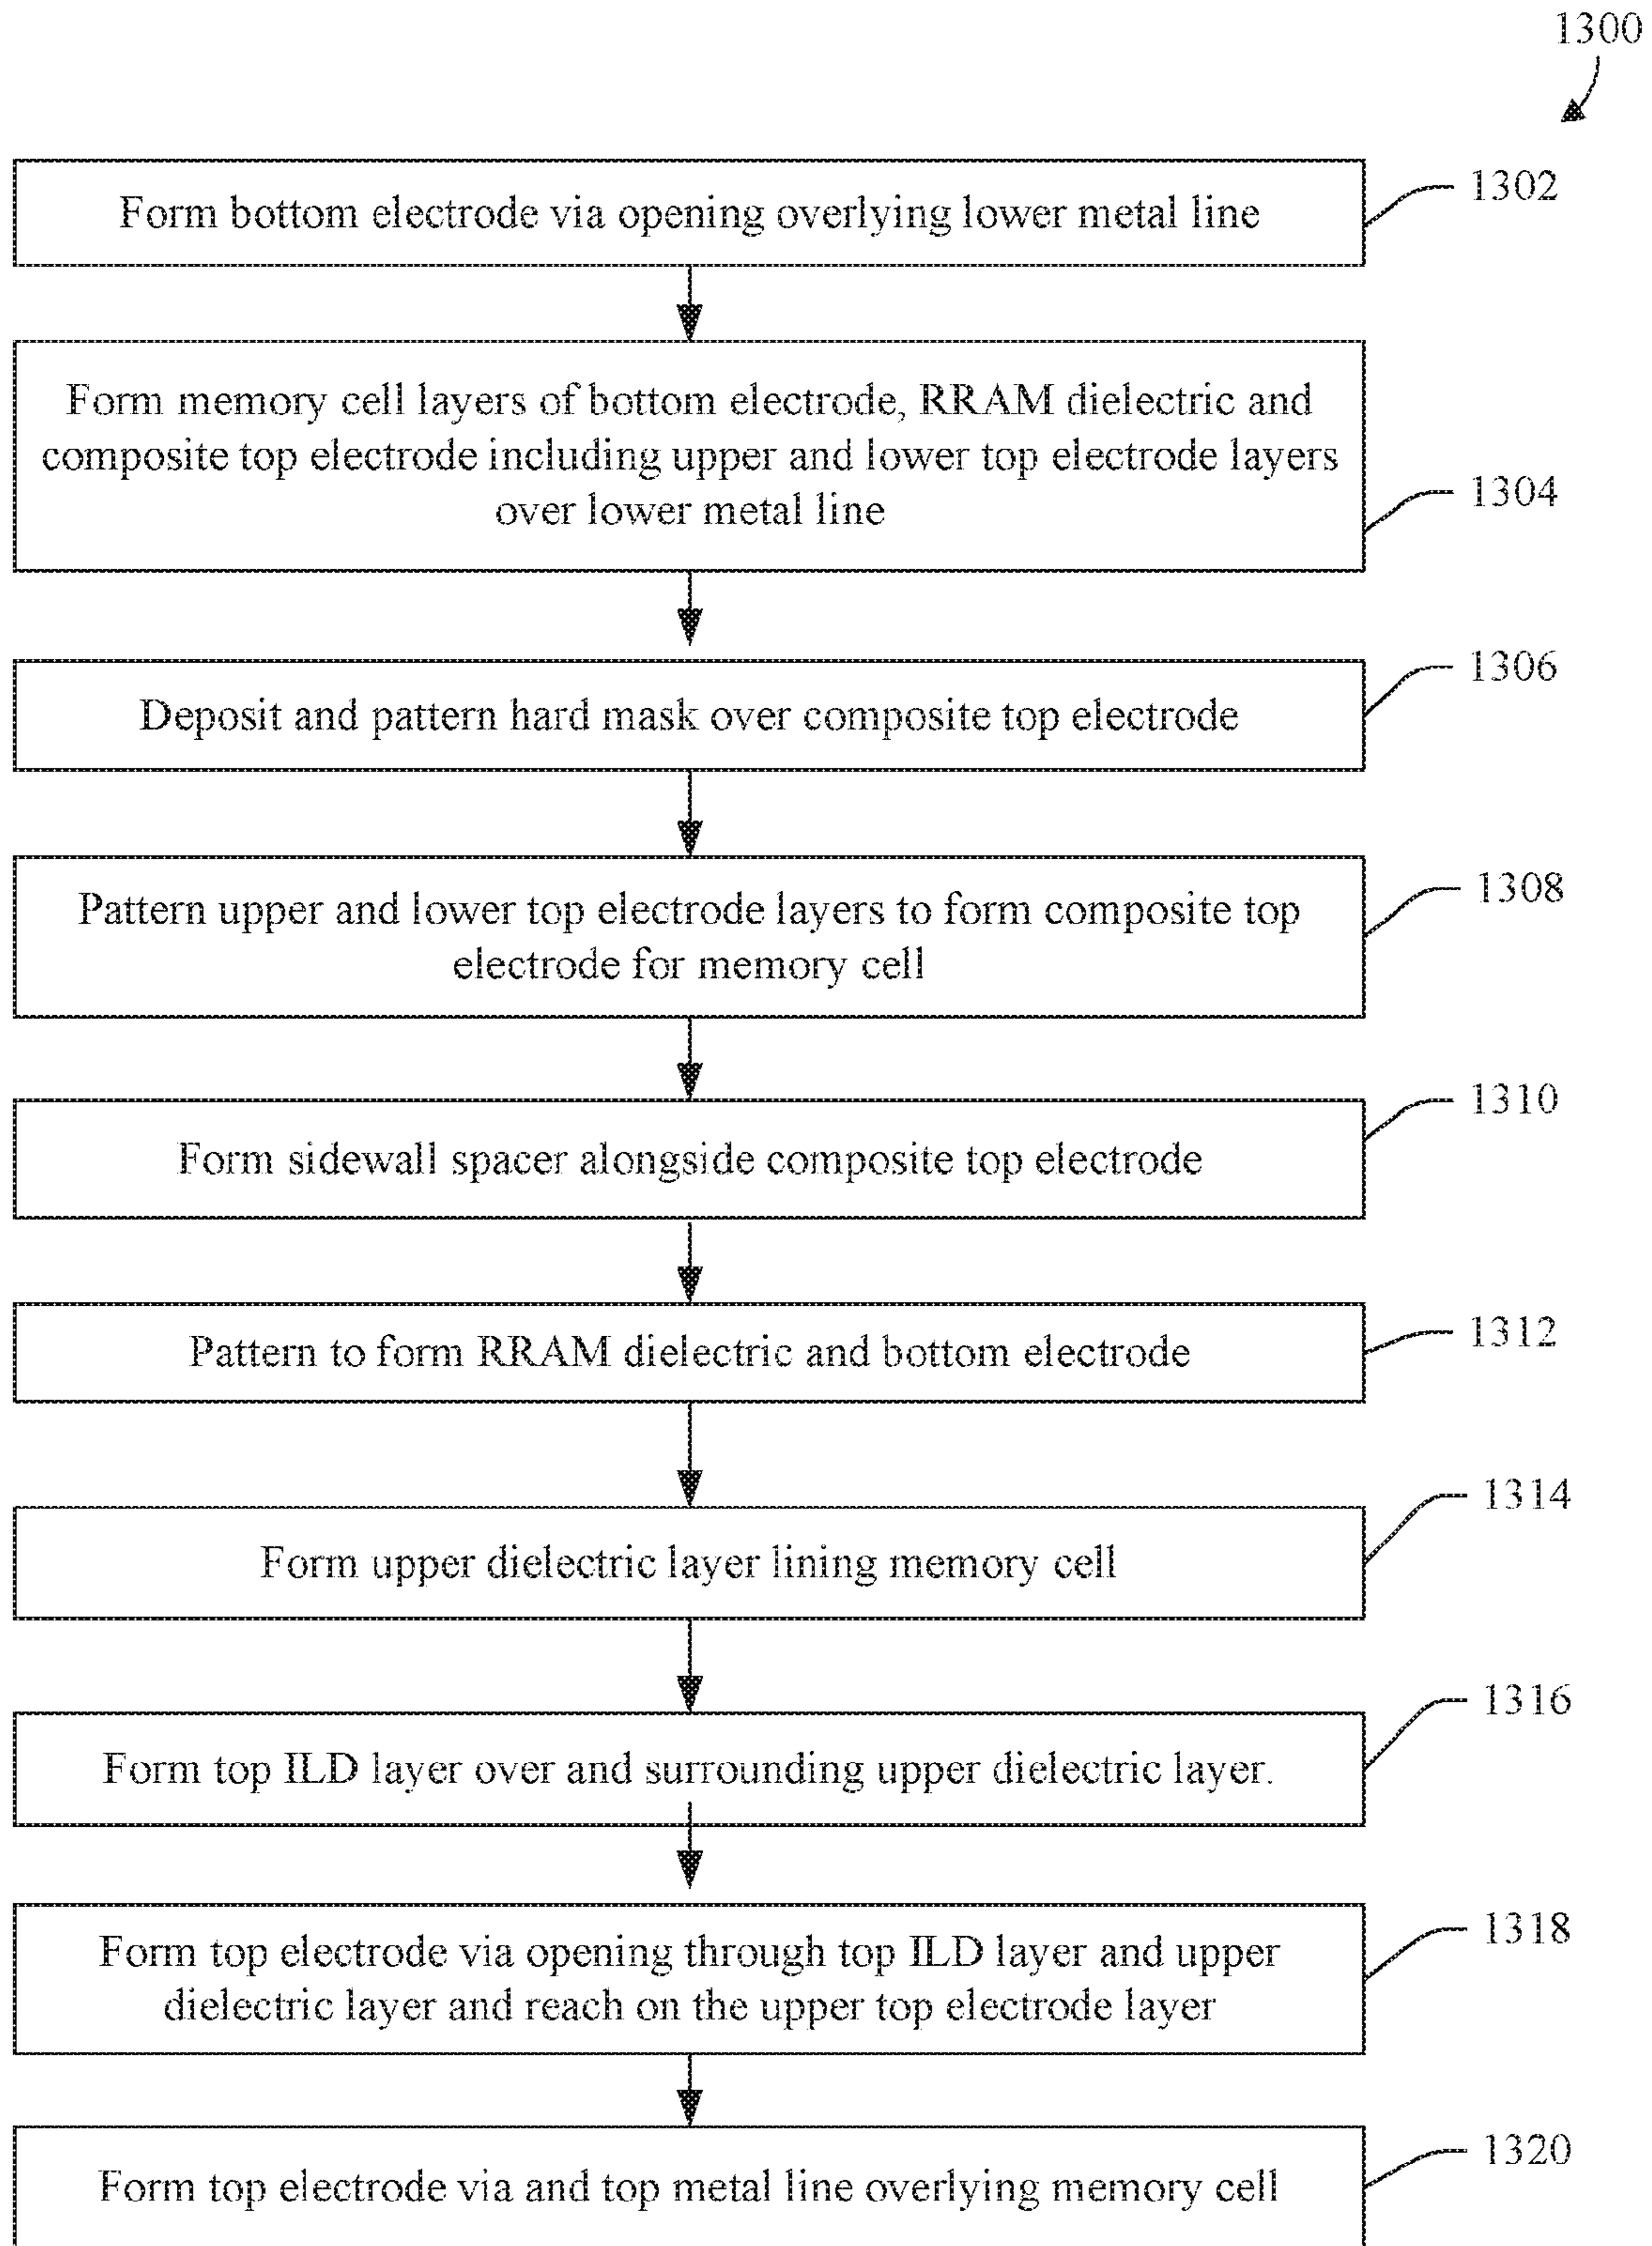 1300
Form bottom electrode via opening overlying lower metal line
1302
Form memory cell layers of bottom electrode, RRAM dielectric and
composite top electrode including upper and lower top electrode layers
over lower metal line
1304
Deposit and pattern hard mask over composite top electrode
1306
Pattern upper and lower top electrode layers to form composite top
electrode for memory cell
1308
Form sidewall spacer alongside composite top electrode
1310
Pattern to form RRAM dielectric and bottom electrode
1312
Form upper dielectric layer lining memory cell
1314
Form top ILD layer over and surrounding upper dielectric layer.
1316
Form top electrode via opening through top ILD layer and upper
dielectric layer and reach on the upper top electrode layer
1318
Form top electrode via and top metal line overlying memory cell
1320